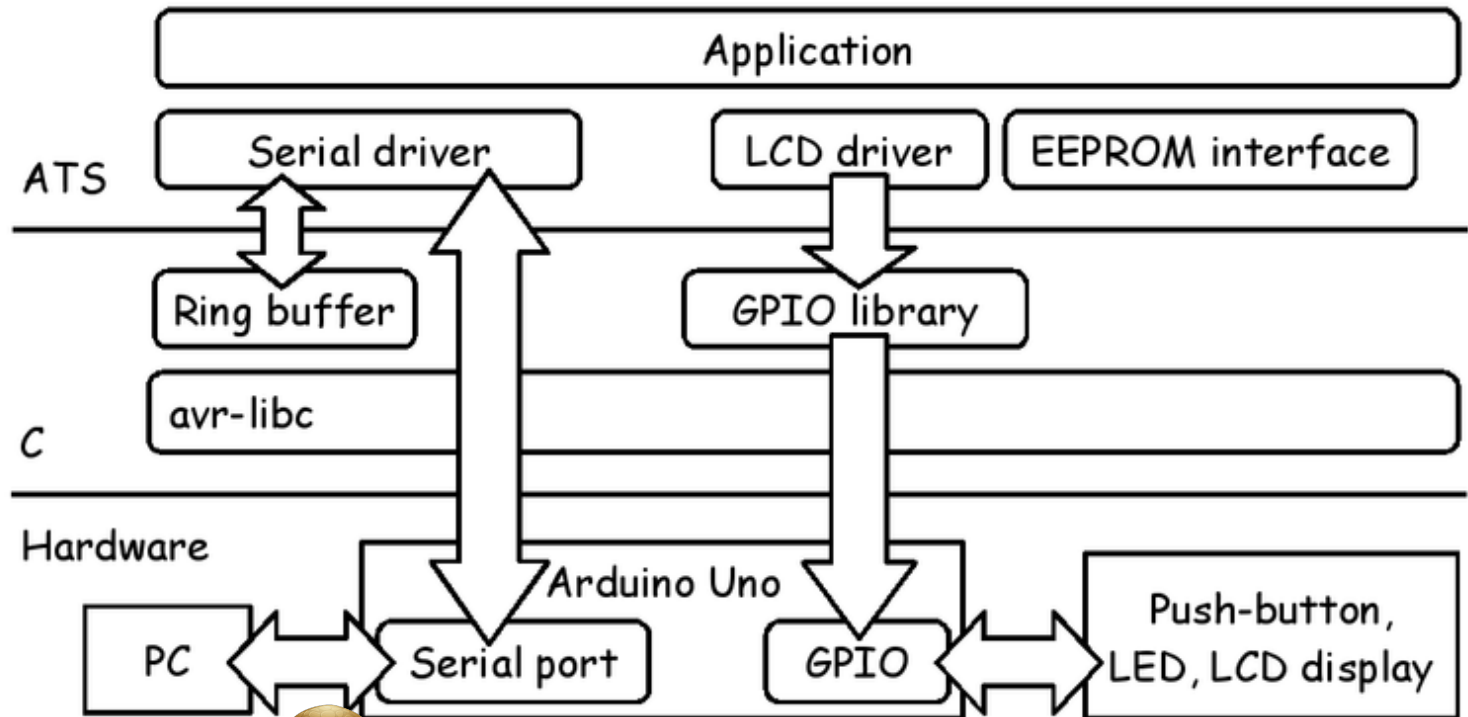 Application
Serial driver
LCD driver
EEPROM interface
ATS
Ring buffer
GPIO library
avr-libc
C
Hardware
Arduino Uno
PC
Serial port
GPIO
Push-button,
LED, LCD display